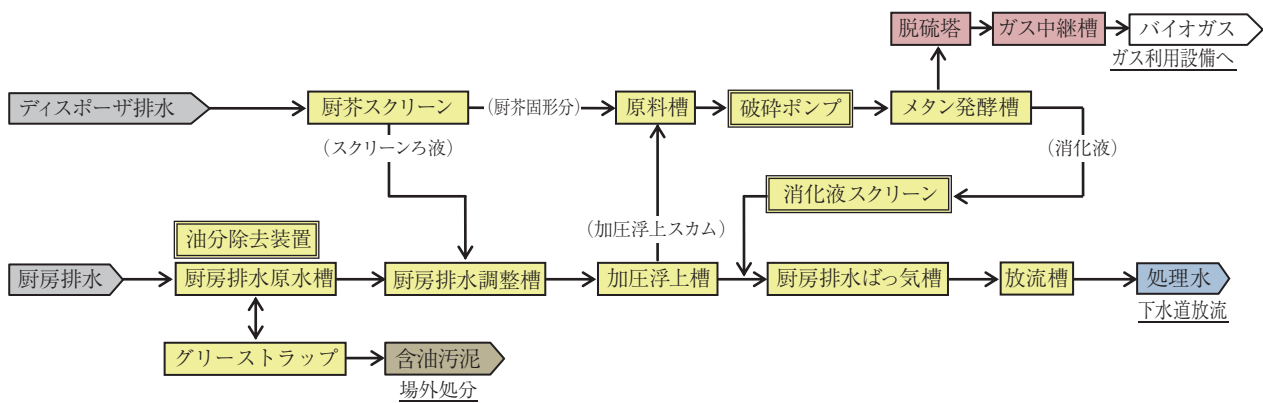 脱硫塔
ガス中継槽
バイオガス
ガス利用設備へ
ディスポーザ排水
厨芥スクリーン
(厨芥固形分)
原料槽
破砕ポンプ
メタン発酵槽
(スクリーンろ液)
(消化液)
消化液スクリーン
(加圧浮上スカム)
油分除去装置
厨房排水
厨房排水原水槽
厨房排水調整槽
加圧浮上槽
厨房排水ばっ気槽
放流槽
処理水
下水道放流
グリーストラップ
含油汚泥
場外処分